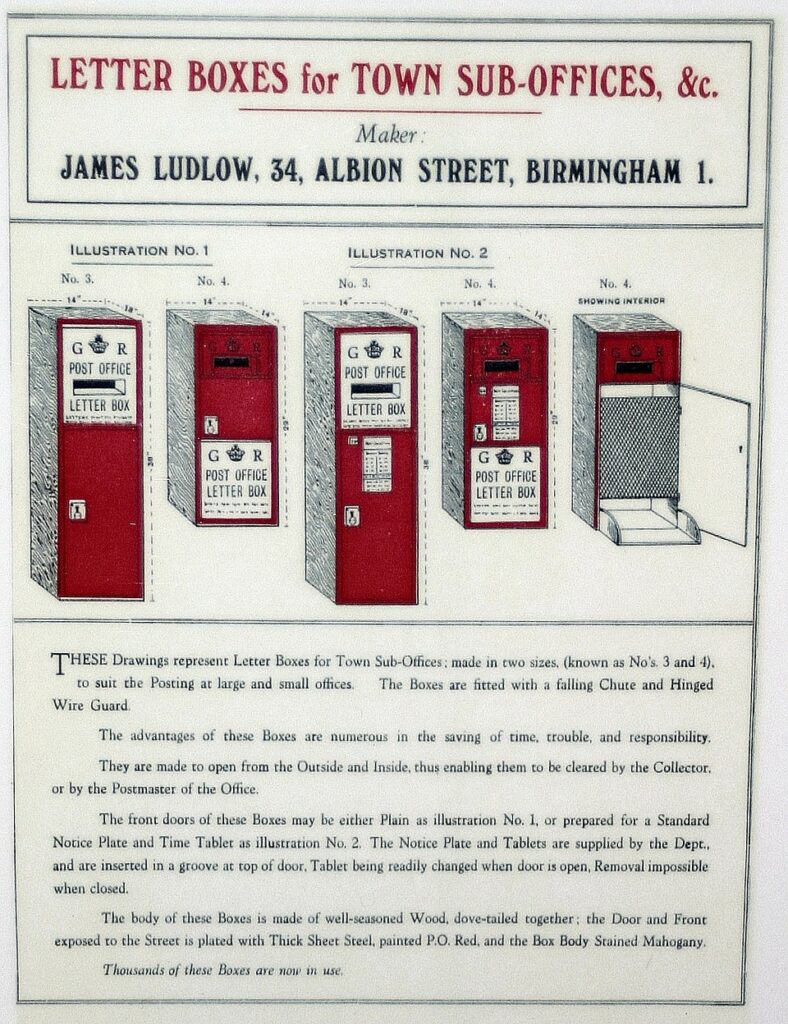 LETTER BOXES for TOWN SUB-OFFICES, &c.
Maker:
JAMES LUDLOW, 34, ALBION STREET, BIRMINGHAM 1.
ILLUSTRATION No. 1
ILLUSTRATION No. 2
No. 3.
No. 4.
No. 3.
No. 4.
No. 4.
SHOWING INTERIOR
14"
18"
14"
14"
14"
18"
14"
14"
G R
POST OFFICE
LETTER BOX
38"
G R
POST OFFICE
LETTER BOX
G R
POST OFFICE
LETTER BOX
G R
POST OFFICE
LETTER BOX
THESE Drawings represent Letter Boxes for Town Sub-Offices; made in two sizes, (known as No's. 3 and 4),
to suit the Posting at large and small offices. The Boxes are fitted with a falling Chute and Hinged
Wire Guard.
The advantages of these Boxes are numerous in the saving of time, trouble, and responsibility.
They are made to open from the Outside and Inside, thus enabling them to be cleared by the Collector,
or by the Postmaster of the Office.
The front doors of these Boxes may be either Plain as illustration No. 1, or prepared for a Standard
Notice Plate and Time Tablet as illustration No. 2. The Notice Plate and Tablets are supplied by the Dept.,
and are inserted in a groove at top of door, Tablet being readily changed when door is open, Removal impossible
when closed.
The body of these Boxes is made of well-seasoned Wood, dove-tailed together; the Door and Front
exposed to the Street is plated with Thick Sheet Steel, painted P.O. Red, and the Box Body Stained Mahogany.
Thousands of these Boxes are now in use.